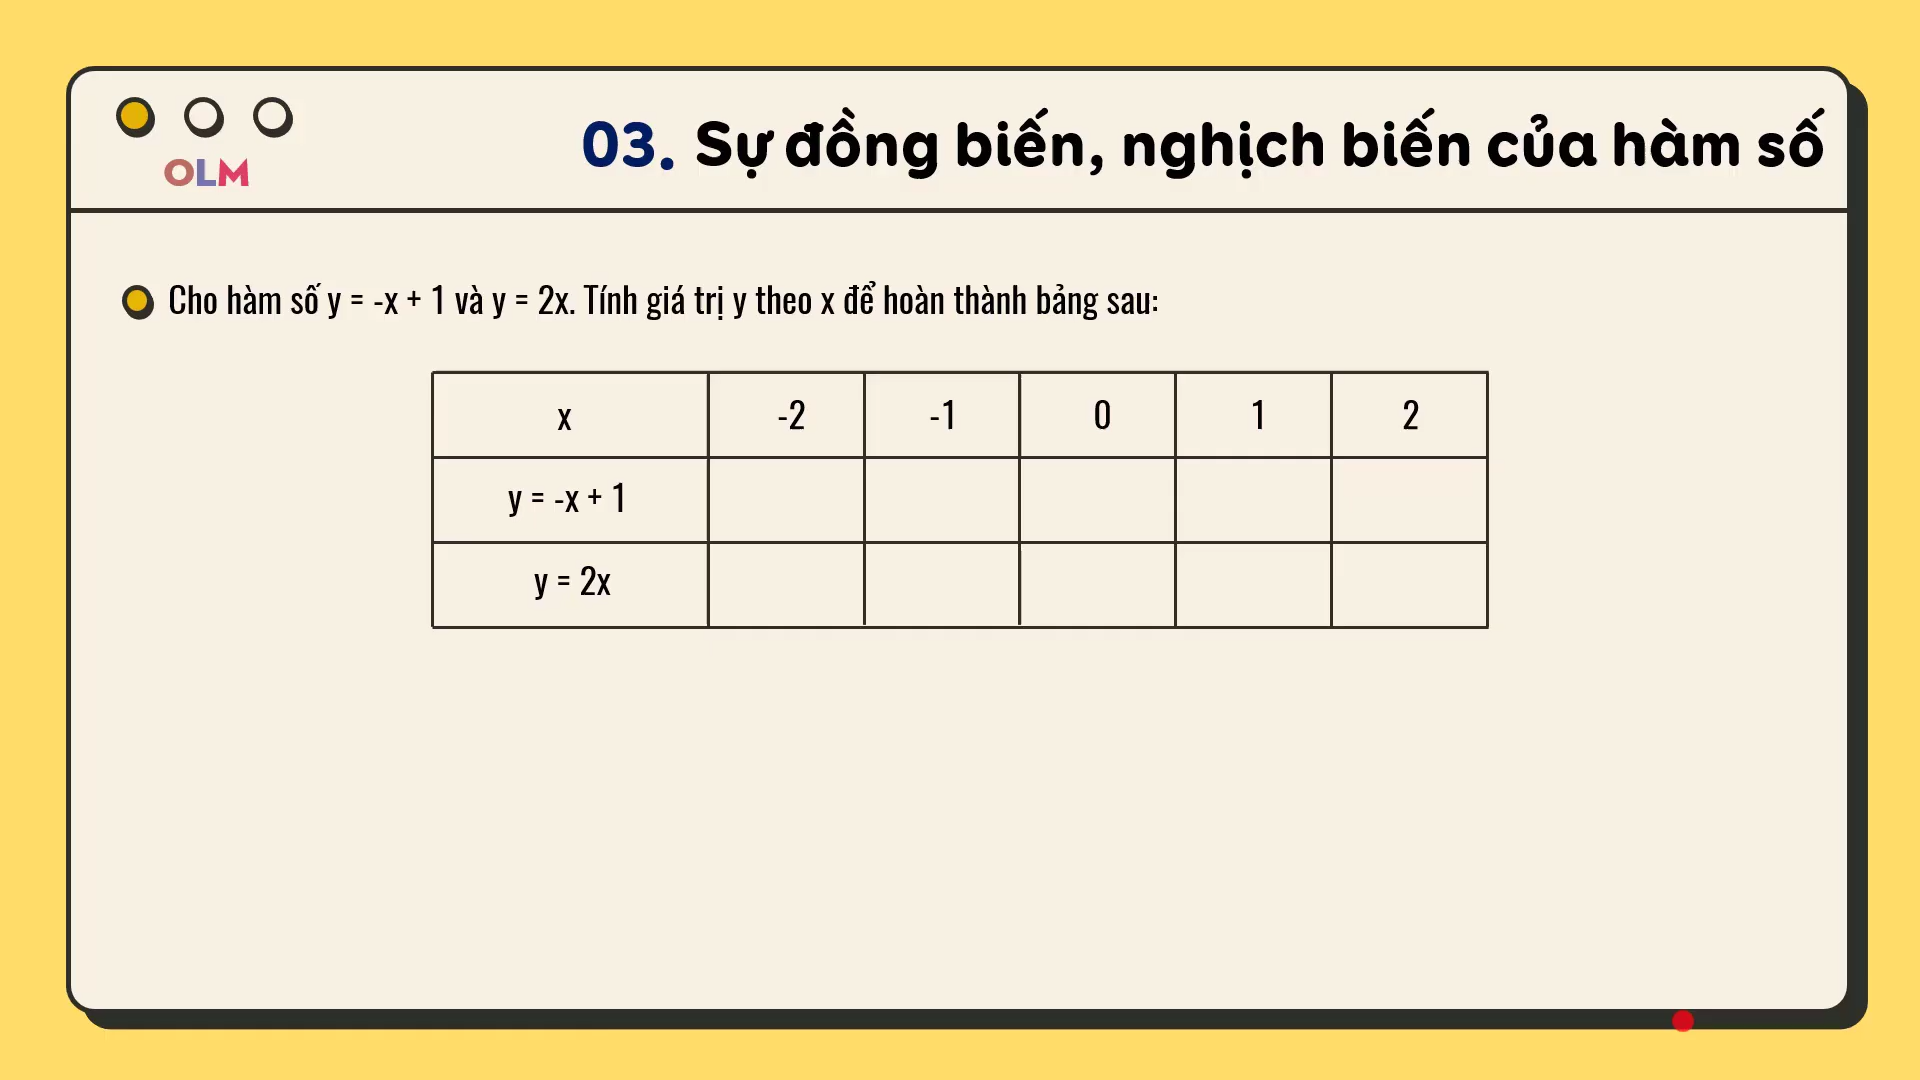 OLM
03. Sự đồng biến, nghịch biến của hàm số
Cho hàm số y = -x + 1 và y = 2x. Tính giá trị y theo x để hoàn thành bảng sau:
x -2 -1 0 1 2
y = -x + 1
y = 2x